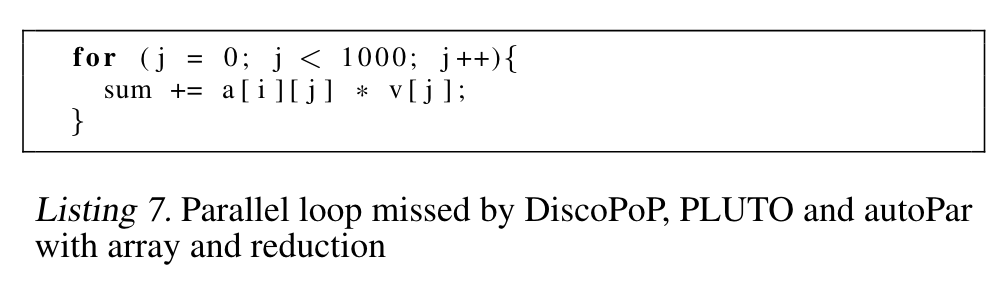 for (j = 0; j < 1000; j++){
sum += a[i][j] * v[j];
}
Listing 7. Parallel loop missed by DiscoPoP, PLUTO and autoPar
with array and reduction